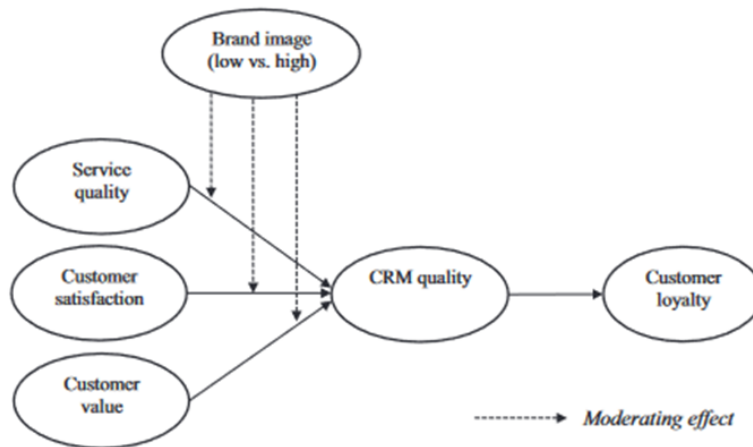 Brand image
(low vs. high)
Service
quality
Customer
satisfaction
CRM quality
Customer
loyalty
Customer
value
Moderating effect